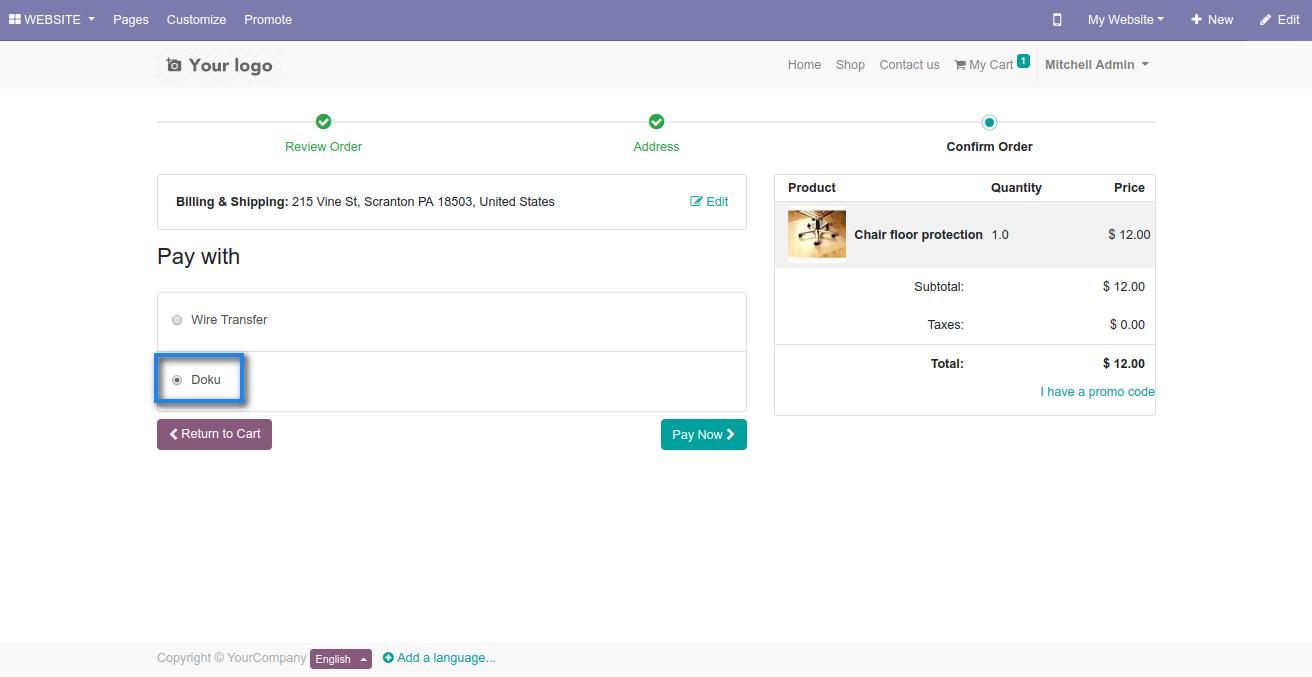 WEBSITE Pages Customize Promote My Website New Edit
Your logo Home Shop Contact us My Cart 1 Mitchell Admin
Review Order Address Confirm Order
Billing & Shipping: 215 Vine St, Scranton PA 18503, United States Edit
Pay with
Wire Transfer
Doku
Return to Cart Pay Now
Product Quantity Price
Chair floor protection 1.0 $ 12.00
Subtotal: $ 12.00
Taxes: $ 0.00
Total: $ 12.00
I have a promo code
Copyright © YourCompany English Add a language...